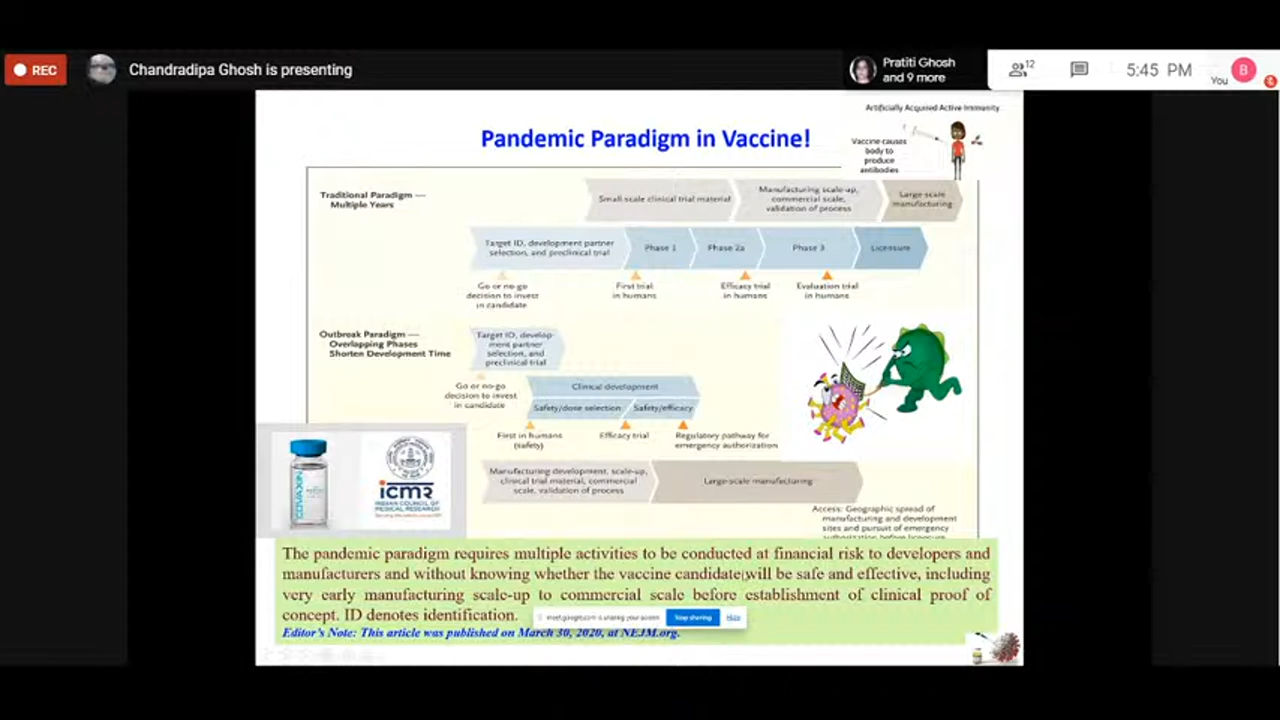 REC
Chandradipa Ghosh is presenting
Pratiti Ghosh
and 9 more
12
5:45 PM
You
B
Artificially Acquired Active Immunity
Pandemic Paradigm in Vaccine!
Vaccine causes
body to
produce
antibodies
Traditional Paradigm —
Multiple Years
Small-scale clinical trial material
Manufacturing scale-up,
commercial scale,
validation of process
Large-scale
manufacturing
Target ID, development partner
selection, and preclinical trial
Phase 1
Phase 2a
Phase 3
Licensure
Go or no-go
decision to invest
in candidate
First trial
in humans
Efficacy trial
in humans
Evaluation trial
in humans
Outbreak Paradigm —
Overlapping Phases
Shorten Development Time
Target ID, develop-
ment partner
selection, and
preclinical trial
Go or no-go
decision to invest
in candidate
Clinical development
Safety/dose selection
Safety/efficacy
First in humans
(safety)
Efficacy trial
Regulatory pathway for
emergency authorization
Manufacturing development, scale-up,
clinical trial material, commercial
scale, validation of process
Large-scale manufacturing
Access: Geographic spread of
manufacturing and development
sites and pursuit of emergency
authorization before licensure
COVAXIN
icmr
INDIAN COUNCIL OF
MEDICAL RESEARCH
The pandemic paradigm requires multiple activities to be conducted at financial risk to developers and
manufacturers and without knowing whether the vaccine candidate will be safe and effective, including
very early manufacturing scale-up to commercial scale before establishment of clinical proof of
concept. ID denotes identification.
meet.google.com is sharing your screen
Stop sharing
Hide
Editor's Note: This article was published on March 30, 2020, at NEJM.org.